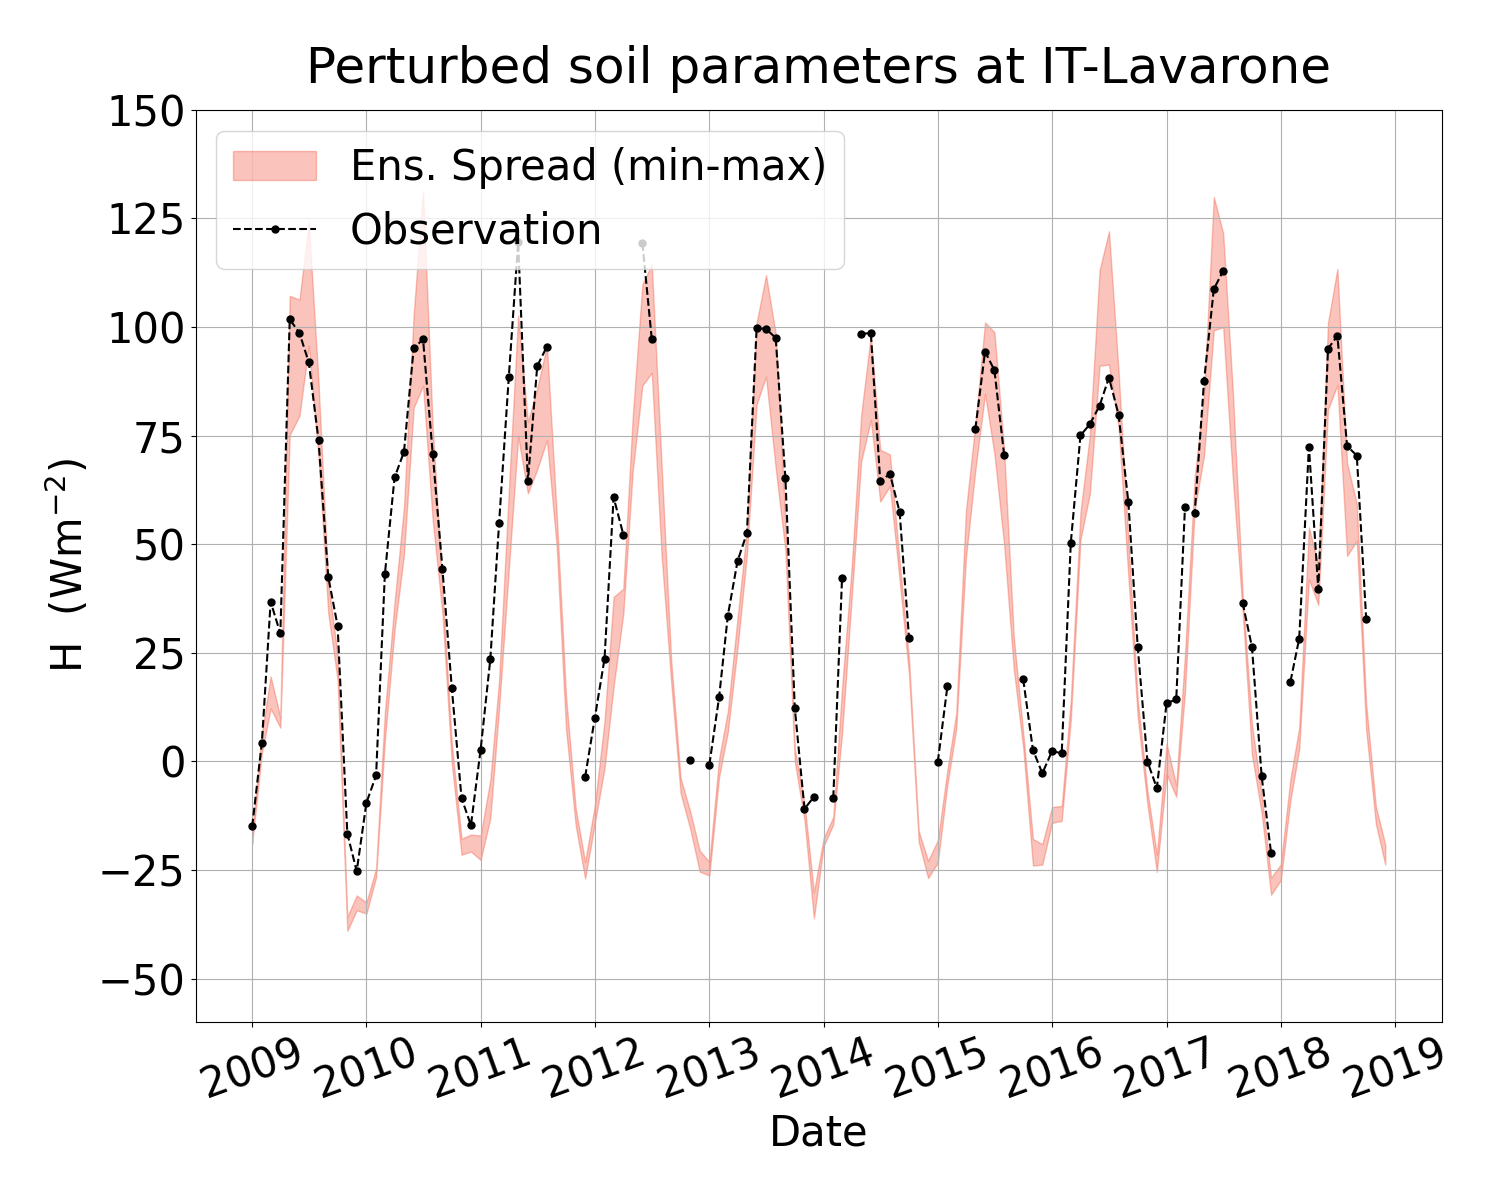 Perturbed soil parameters at IT-Lavarone
150
125
100
75
50
25
0
−25
−50
H (Wm⁻²)
Ens. Spread (min-max)
Observation
2009 2010 2011 2012 2013 2014 2015 2016 2017 2018 2019
Date